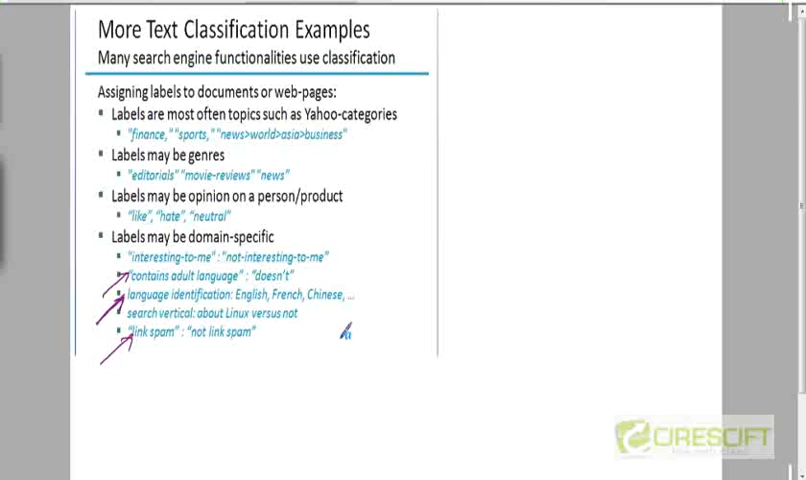 More Text Classification Examples
Many search engine functionalities use classification
Assigning labels to documents or web-pages:
▪ Labels are most often topics such as Yahoo-categories
▪ "finance," "sports," "news>world>asia>business"
▪ Labels may be genres
▪ "editorials" "movie-reviews" "news"
▪ Labels may be opinion on a person/product
▪ "like", "hate", "neutral"
▪ Labels may be domain-specific
▪ "interesting-to-me" : "not-interesting-to-me"
▪ "contains adult language" : "doesn't"
▪ language identification: English, French, Chinese, ...
▪ search vertical: about Linux versus not
▪ "link spam" : "not link spam"